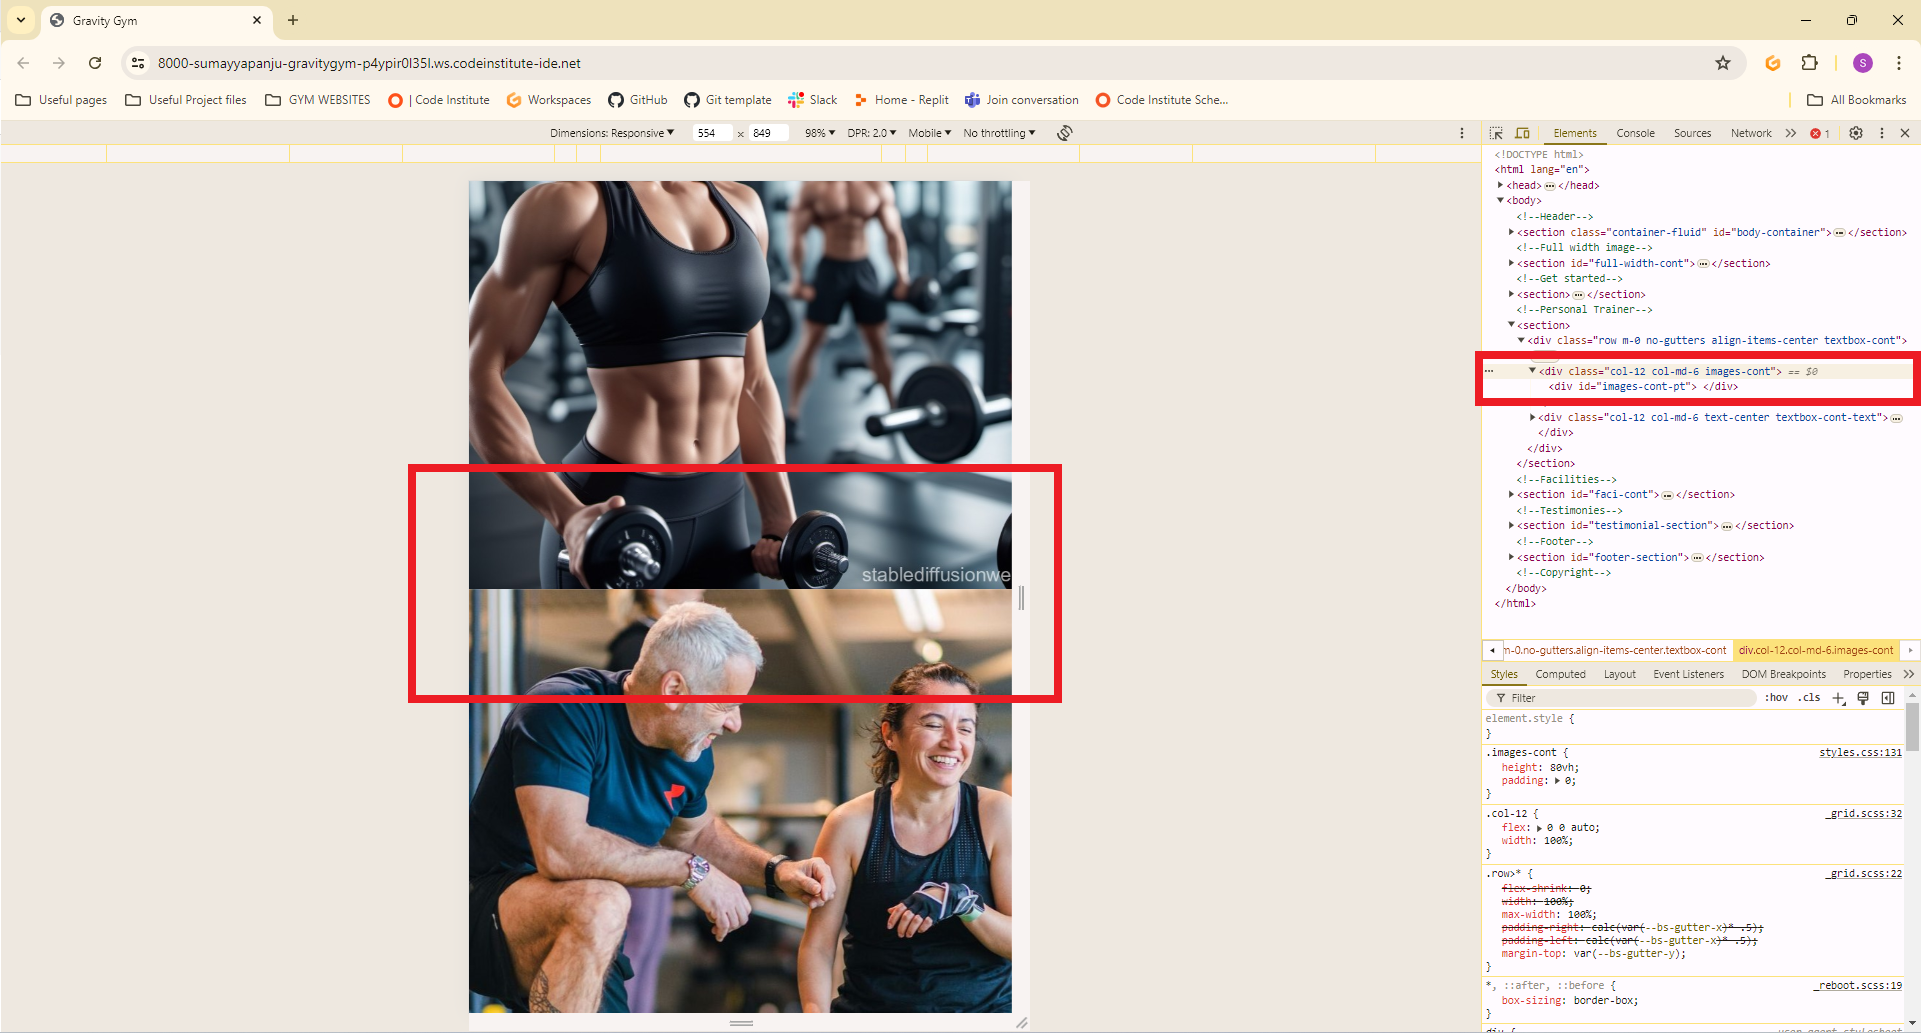 Gravity Gym
8000-sumayyapanju-gravitygym-p4ypir0l35l.ws.codeinstitute-ide.net
S
Useful pages
Useful Project files
GYM WEBSITES
| Code Institute
Workspaces
GitHub
Git template
Slack
Home - Replit
Join conversation
Code Institute Sche...
All Bookmarks
Dimensions: Responsive
554
x
849
98%
DPR: 2.0
Mobile
No throttling
Elements
Console
Sources
Network
1
<!DOCTYPE html>
<html lang="en">
<head> </head>
<body>
<!--Header-->
<section class="container-fluid" id="body-container"> </section>
<!--Full width image-->
<section id="full-width-cont"> </section>
<!--Get started-->
<section> </section>
<!--Personal Trainer-->
<section>
<div class="row m-0 no-gutters align-items-center textbox-cont">
<div class="col-12 col-md-6 images-cont"> == $0
<div id="images-cont-pt"> </div>
<div class="col-12 col-md-6 text-center textbox-cont-text">
</div>
</div>
</section>
<!--Facilities-->
<section id="faci-cont"> </section>
<!--Testimonies-->
<section id="testimonial-section"> </section>
<!--Footer-->
<section id="footer-section"> </section>
<!--Copyright-->
</body>
</html>
stablediffusionwe
m-0.no-gutters.align-items-center.textbox-cont
div.col-12.col-md-6.images-cont
Styles
Computed
Layout
Event Listeners
DOM Breakpoints
Properties
Filter
:hov
.cls
element.style {
}
.images-cont { styles.css:131
height: 80vh;
padding: 0;
}
.col-12 { _grid.scss:32
flex: 0 0 auto;
width: 100%;
}
.row>* { _grid.scss:22
flex-shrink: 0;
width: 100%;
max-width: 100%;
padding-right: calc(var(--bs-gutter-x)* .5);
padding-left: calc(var(--bs-gutter-x)* .5);
margin-top: var(--bs-gutter-y);
}
*, ::after, ::before { _reboot.scss:19
box-sizing: border-box;
}
div { user agent stylesheet